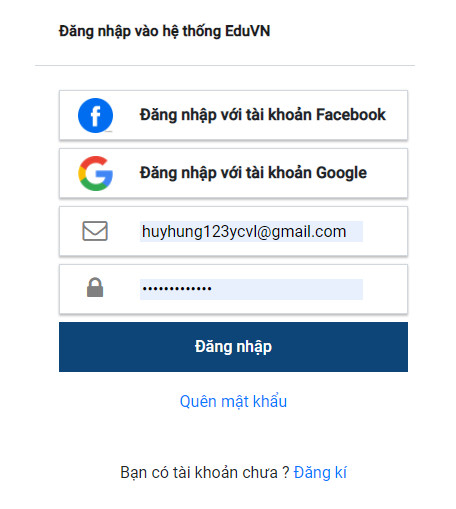 Đăng nhập vào hệ thống EduVN
Đăng nhập với tài khoản Facebook
Đăng nhập với tài khoản Google
huyhung123ycvl@gmail.com
•••••••••••••
Đăng nhập
Quên mật khẩu
Bạn có tài khoản chưa ? Đăng kí